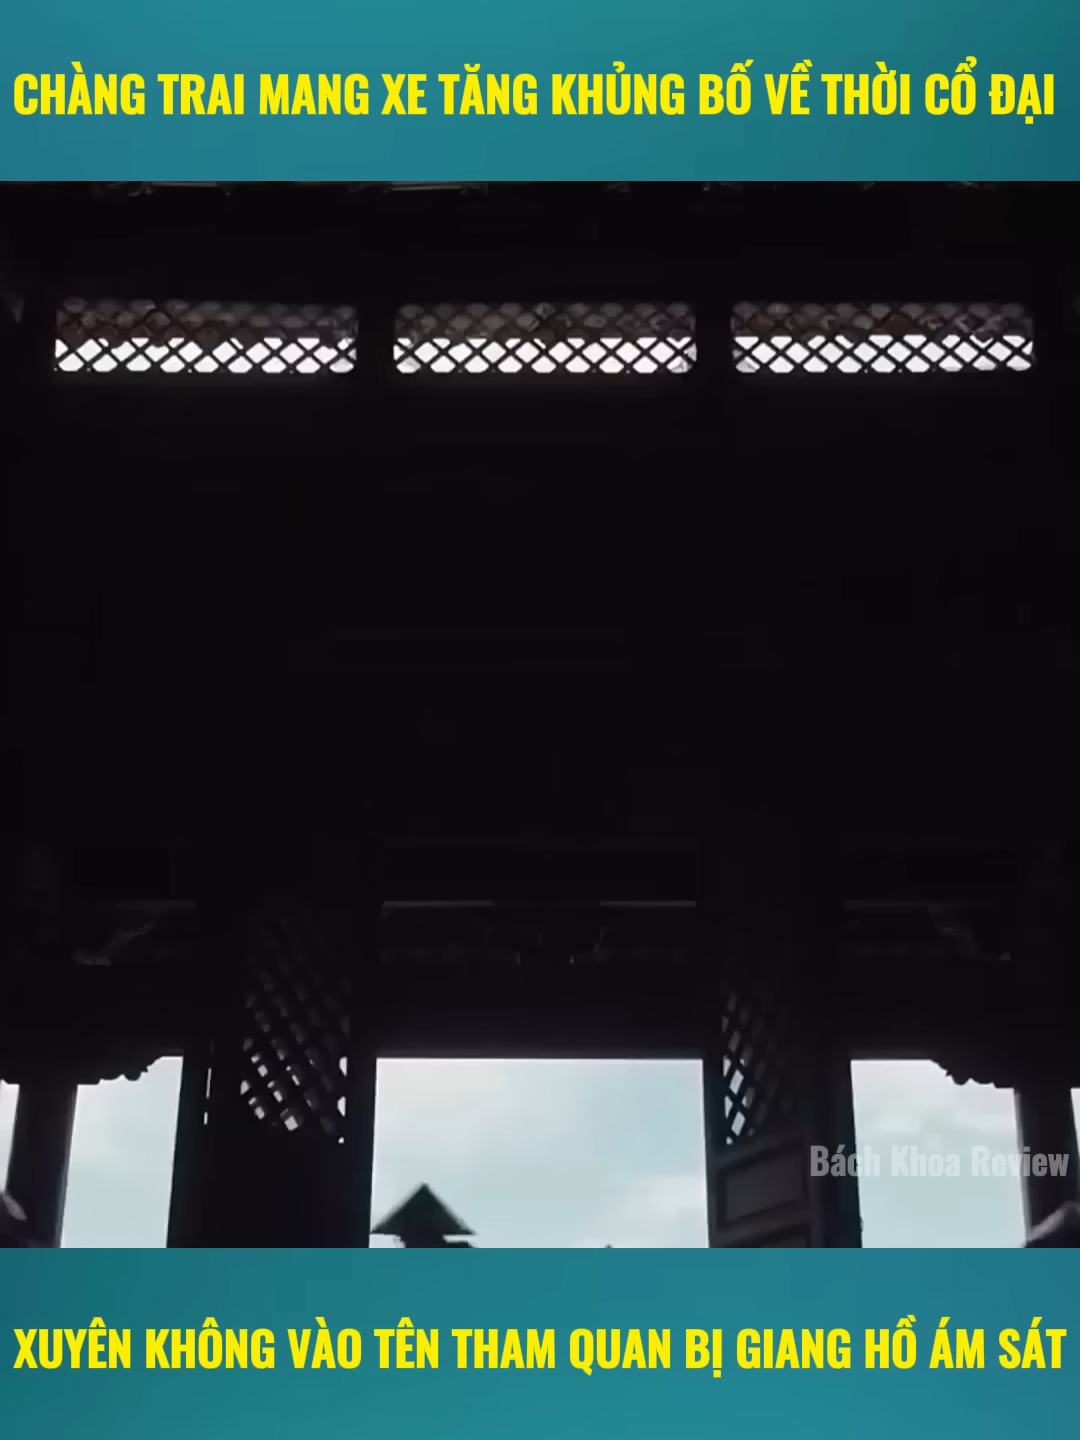 CHÀNG TRAI MANG XE TĂNG KHỦNG BỐ VỀ THỜI CỔ ĐẠI
Bách Khoa Review
XUYÊN KHÔNG VÀO TÊN THAM QUAN BỊ GIANG HỒ ÁM SÁT